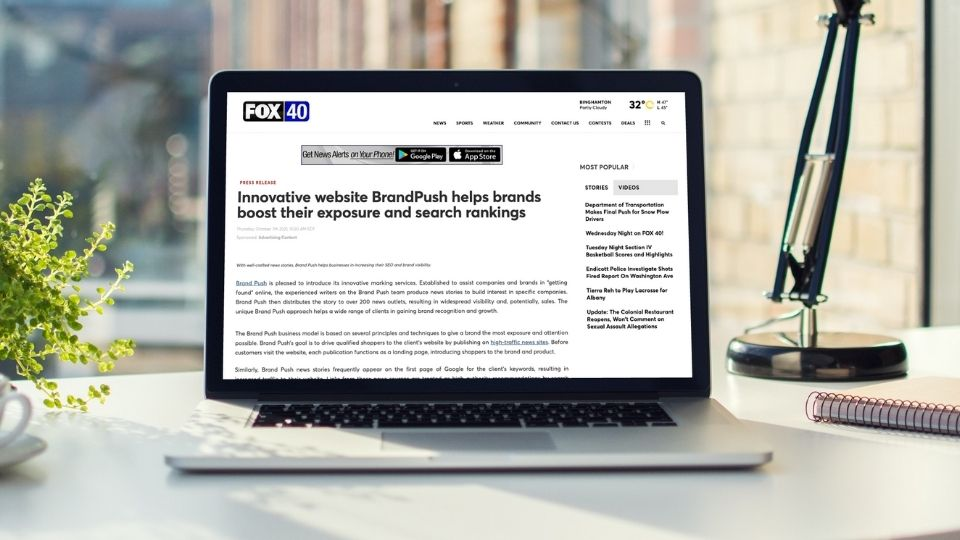 FOX 40
BINGHAMTON
Partly Cloudy
32°
H 47°
L 45°
NEWS SPORTS WEATHER COMMUNITY CONTACT US CONTESTS DEALS
Get News Alerts on Your Phone!
GET IT ON
Google Play
Download on the
App Store
PRESS RELEASE
Innovative website BrandPush helps brands
boost their exposure and search rankings
Thursday, October 7th 2021, 10:20 AM EDT
Sponsored: Advertising Content
With well-crafted news stories, Brand Push helps businesses in increasing their SEO and brand visibility.
Brand Push is pleased to introduce its innovative marking services. Established to assist companies and brands in "getting
found" online, the experienced writers on the Brand Push team produce news stories to build interest in specific companies.
Brand Push then distributes the story to over 200 news outlets, resulting in widespread visibility and, potentially, sales. The
unique Brand Push approach helps a wide range of clients in gaining brand recognition and growth.
The Brand Push business model is based on several principles and techniques to give a brand the most exposure and attention
possible. Brand Push's goal is to drive qualified shoppers to the client's website by publishing on high-traffic news sites. Before
customers visit the website, each publication functions as a landing page, introducing shoppers to the brand and product.
Similarly, Brand Push news stories frequently appear on the first page of Google for the client's keywords, resulting in
MOST POPULAR
STORIES VIDEOS
Department of Transportation
Makes Final Push for Snow Plow
Drivers
Wednesday Night on FOX 40!
Tuesday Night Section IV
Basketball Scores and Highlights
Endicott Police Investigate Shots
Fired Report On Washington Ave
Tierra Reh to Play Lacrosse for
Albany
Update: The Colonial Restaurant
Reopens, Won't Comment on
Sexual Assault Allegations